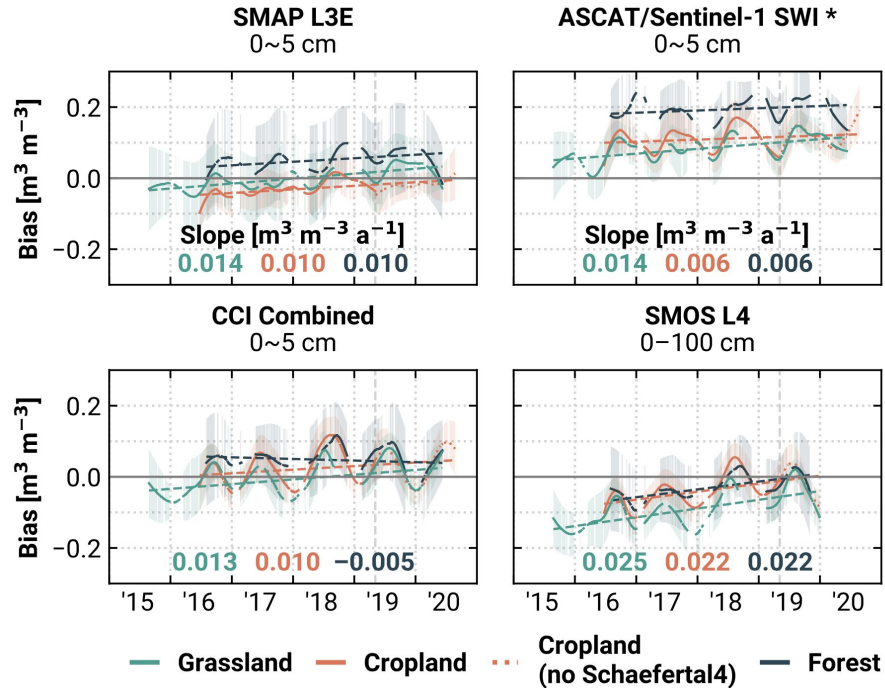 SMAP L3E
0~5 cm
ASCAT/Sentinel-1 SWI *
0~5 cm
Bias [m³ m⁻³]
0.2
0.0
−0.2
Slope [m³ m⁻³ a⁻¹]
0.014 0.010 0.010
Slope [m³ m⁻³ a⁻¹]
0.014 0.006 0.006
CCI Combined
0~5 cm
SMOS L4
0−100 cm
Bias [m³ m⁻³]
0.2
0.0
−0.2
0.013 0.010 −0.005
0.025 0.022 0.022
'15 '16 '17 '18 '19 '20
'15 '16 '17 '18 '19 '20
Grassland
Cropland
Cropland
(no Schaefertal4)
Forest